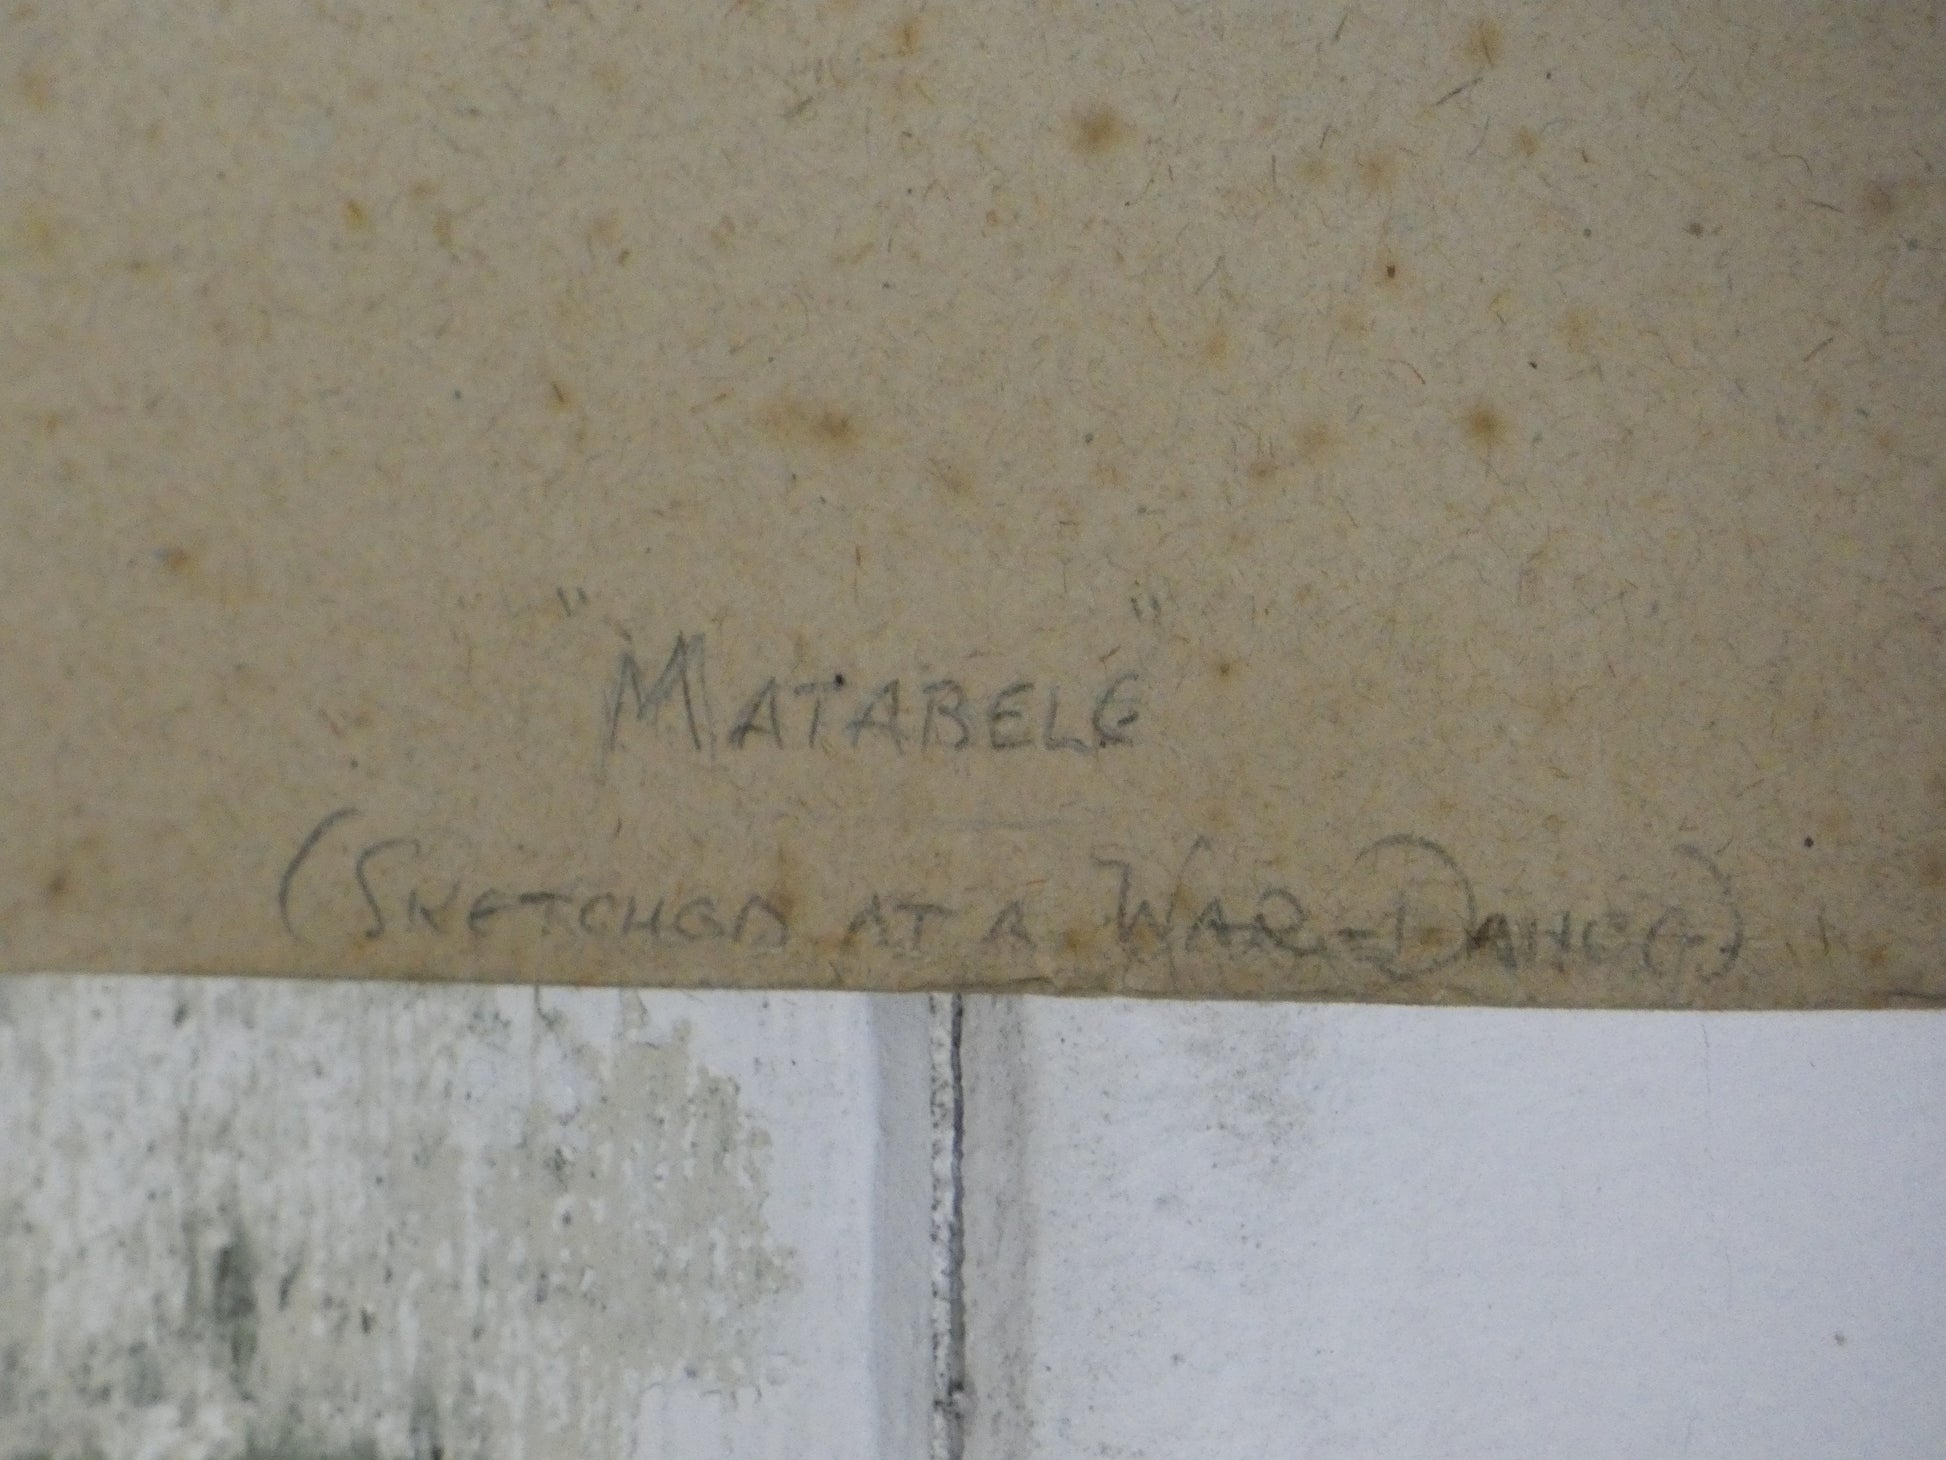 "MATABELE"
(SKETCHED AT A WAR-DANCE)